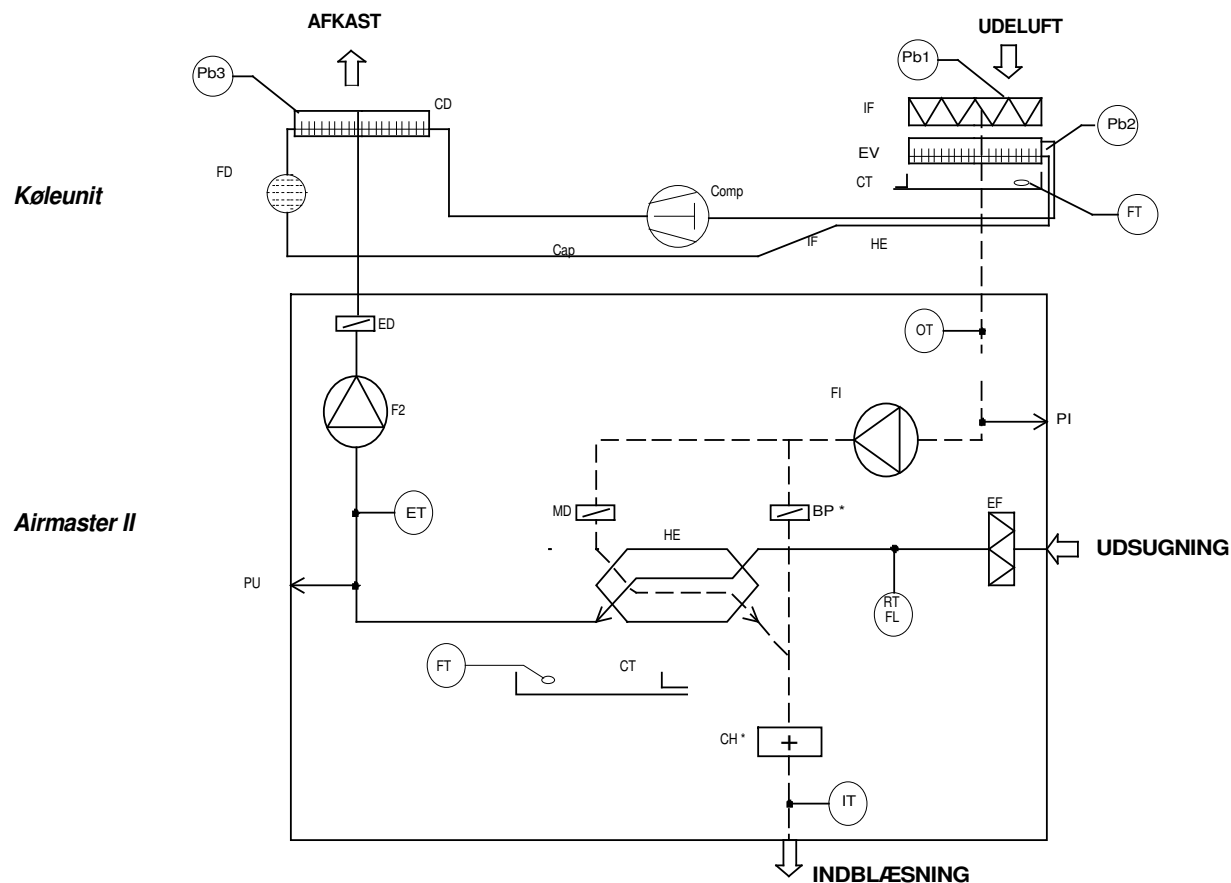 AFKAST
UDELUFT
Pb3
Pb1
CD
IF
Pb2
EV
FD
CT
Køleunit
Comp
FT
Cap
IF
HE
ED
OT
F2
FI
PI
MD
BP *
EF
ET
Airmaster II
HE
UDSUGNING
PU
RT
FL
FT
CT
CH *
IT
INDBLÆSNING